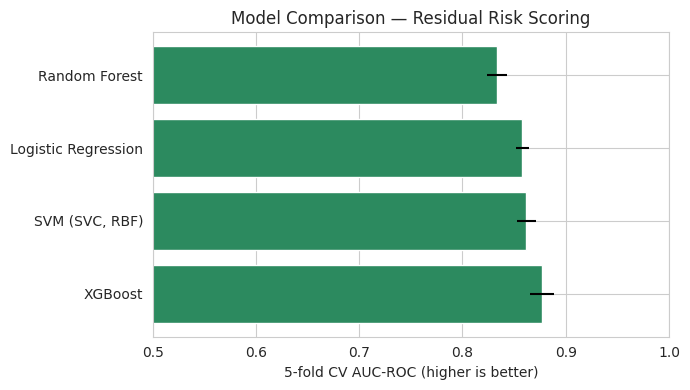 Model Comparison — Residual Risk Scoring
Random Forest
Logistic Regression
SVM (SVC, RBF)
XGBoost
0.5 0.6 0.7 0.8 0.9 1.0
5-fold CV AUC-ROC (higher is better)